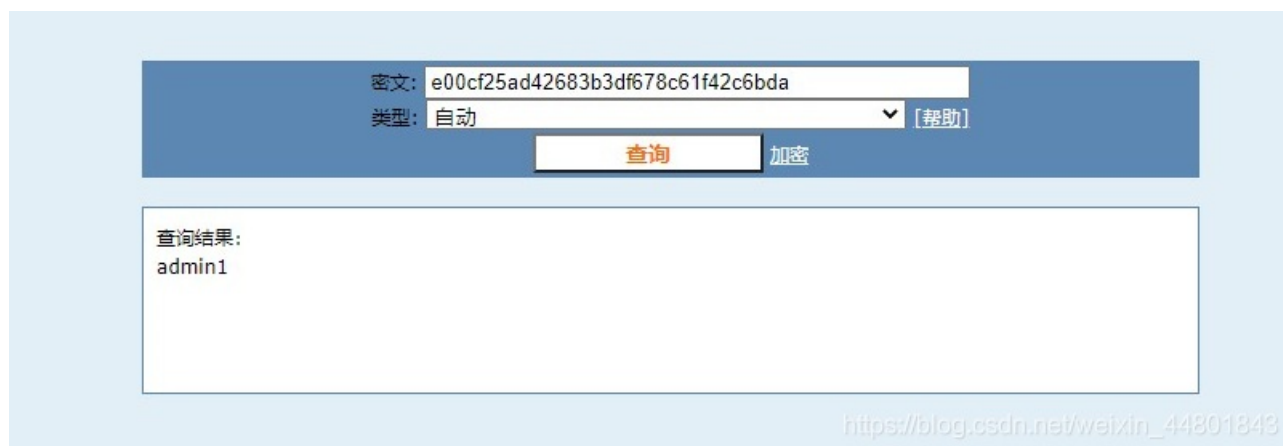 密文: e00cf25ad42683b3df678c61f42c6bda
类型: 自动 [帮助]
查询 加密
查询结果:
admin1
https://blog.csdn.net/weixin_44801843